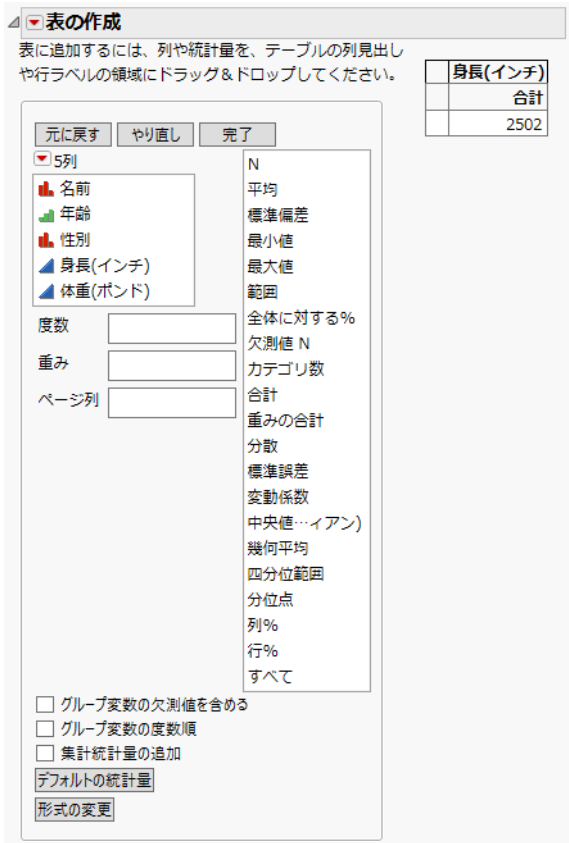 表の作成
表に追加するには、列や統計量を、テーブルの列見出し
や行ラベルの領域にドラッグ＆ドロップしてください。
元に戻す やり直し 完了
5列
名前
年齢
性別
身長(インチ)
体重(ポンド)
度数
重み
ページ列
N
平均
標準偏差
最小値
最大値
範囲
全体に対する%
欠測値 N
カテゴリ数
合計
重みの合計
分散
標準誤差
変動係数
中央値…ィアン)
幾何平均
四分位範囲
分位点
列%
行%
すべて
グループ変数の欠測値を含める
グループ変数の度数順
集計統計量の追加
デフォルトの統計量
形式の変更
身長(インチ)
合計
2502